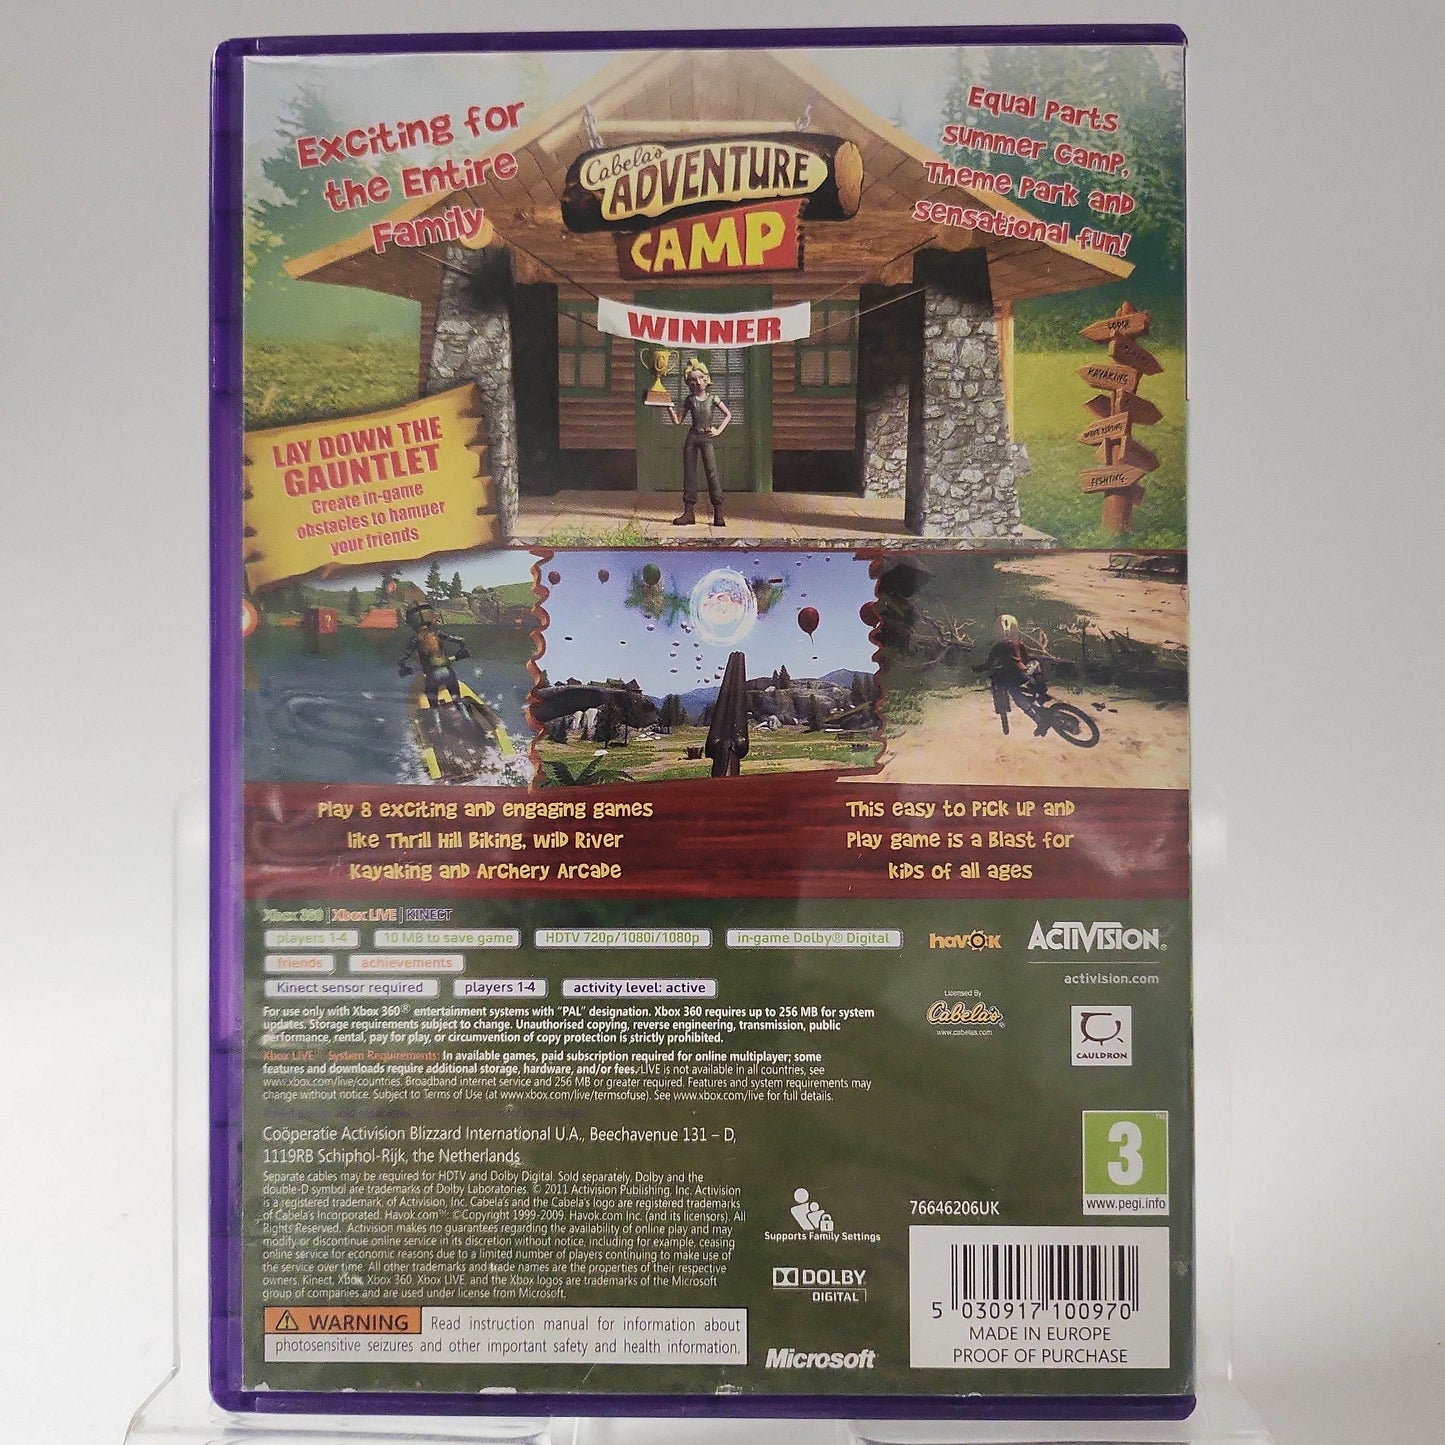 Exciting for
the Entire
Family
Cabela's
ADVENTURE
CAMP
Equal Parts
summer camp,
Theme Park and
sensational fun!
WINNER
LODGE
KAYAKING
FISHING
LAY DOWN THE
GAUNTLET
Create in-game
obstacles to hamper
your friends
?
Play 8 exciting and engaging games
like Thrill Hill Biking, Wild River
Kayaking and Archery Arcade
This easy to pick up and
Play game is a Blast for
kids of all ages
Xbox 360 | Xbox LIVE | KINECT
players 1-4
10 MB to save game
HDTV 720p/1080i/1080p
in-game Dolby® Digital
friends
achievements
Kinect sensor required
players 1-4
activity level: active
havok
ACTIVISION®
activision.com
For use only with Xbox 360® entertainment systems with "PAL" designation. Xbox 360 requires up to 256 MB for system
updates. Storage requirements subject to change. Unauthorised copying, reverse engineering, transmission, public
performance, rental, pay for play, or circumvention of copy protection is strictly prohibited.
Xbox LIVE System Requirements: In available games, paid subscription required for online multiplayer; some
features and downloads require additional storage, hardware, and/or fees. LIVE is not available in all countries, see
www.xbox.com/live/countries. Broadband internet service and 256 MB or greater required. Features and system requirements may
change without notice. Subject to Terms of Use (at www.xbox.com/live/termsofuse). See www.xbox.com/live for full details.
Licensed By
Cabela's®
www.cabelas.com
CAULDRON
Coöperatie Activision Blizzard International U.A., Beechavenue 131 – D,
1119RB Schiphol-Rijk, the Netherlands
Separate cables may be required for HDTV and Dolby Digital. Sold separately. Dolby and the
double-D symbol are trademarks of Dolby Laboratories. © 2011 Activision Publishing, Inc. Activision
is a registered trademark of Activision, Inc. Cabela's and the Cabela's logo are registered trademarks
of Cabela's Incorporated. Havok.com™: ©Copyright 1999-2009. Havok.com Inc. (and its licensors). All
Rights Reserved. Activision makes no guarantees regarding the availability of online play and may
modify or discontinue online service in its discretion without notice, including for example, ceasing
online service for economic reasons due to a limited number of players continuing to make use of
the service over time. All other trademarks and trade names are the properties of their respective
owners. Kinect, Xbox, Xbox 360, Xbox LIVE, and the Xbox logos are trademarks of the Microsoft
group of companies and are used under license from Microsoft.
WARNING Read instruction manual for information about
photosensitive seizures and other important safety and health information.
Supports Family Settings
DOLBY
DIGITAL
Microsoft
3
™
www.pegi.info
76646206UK
5 030917 100970
MADE IN EUROPE
PROOF OF PURCHASE